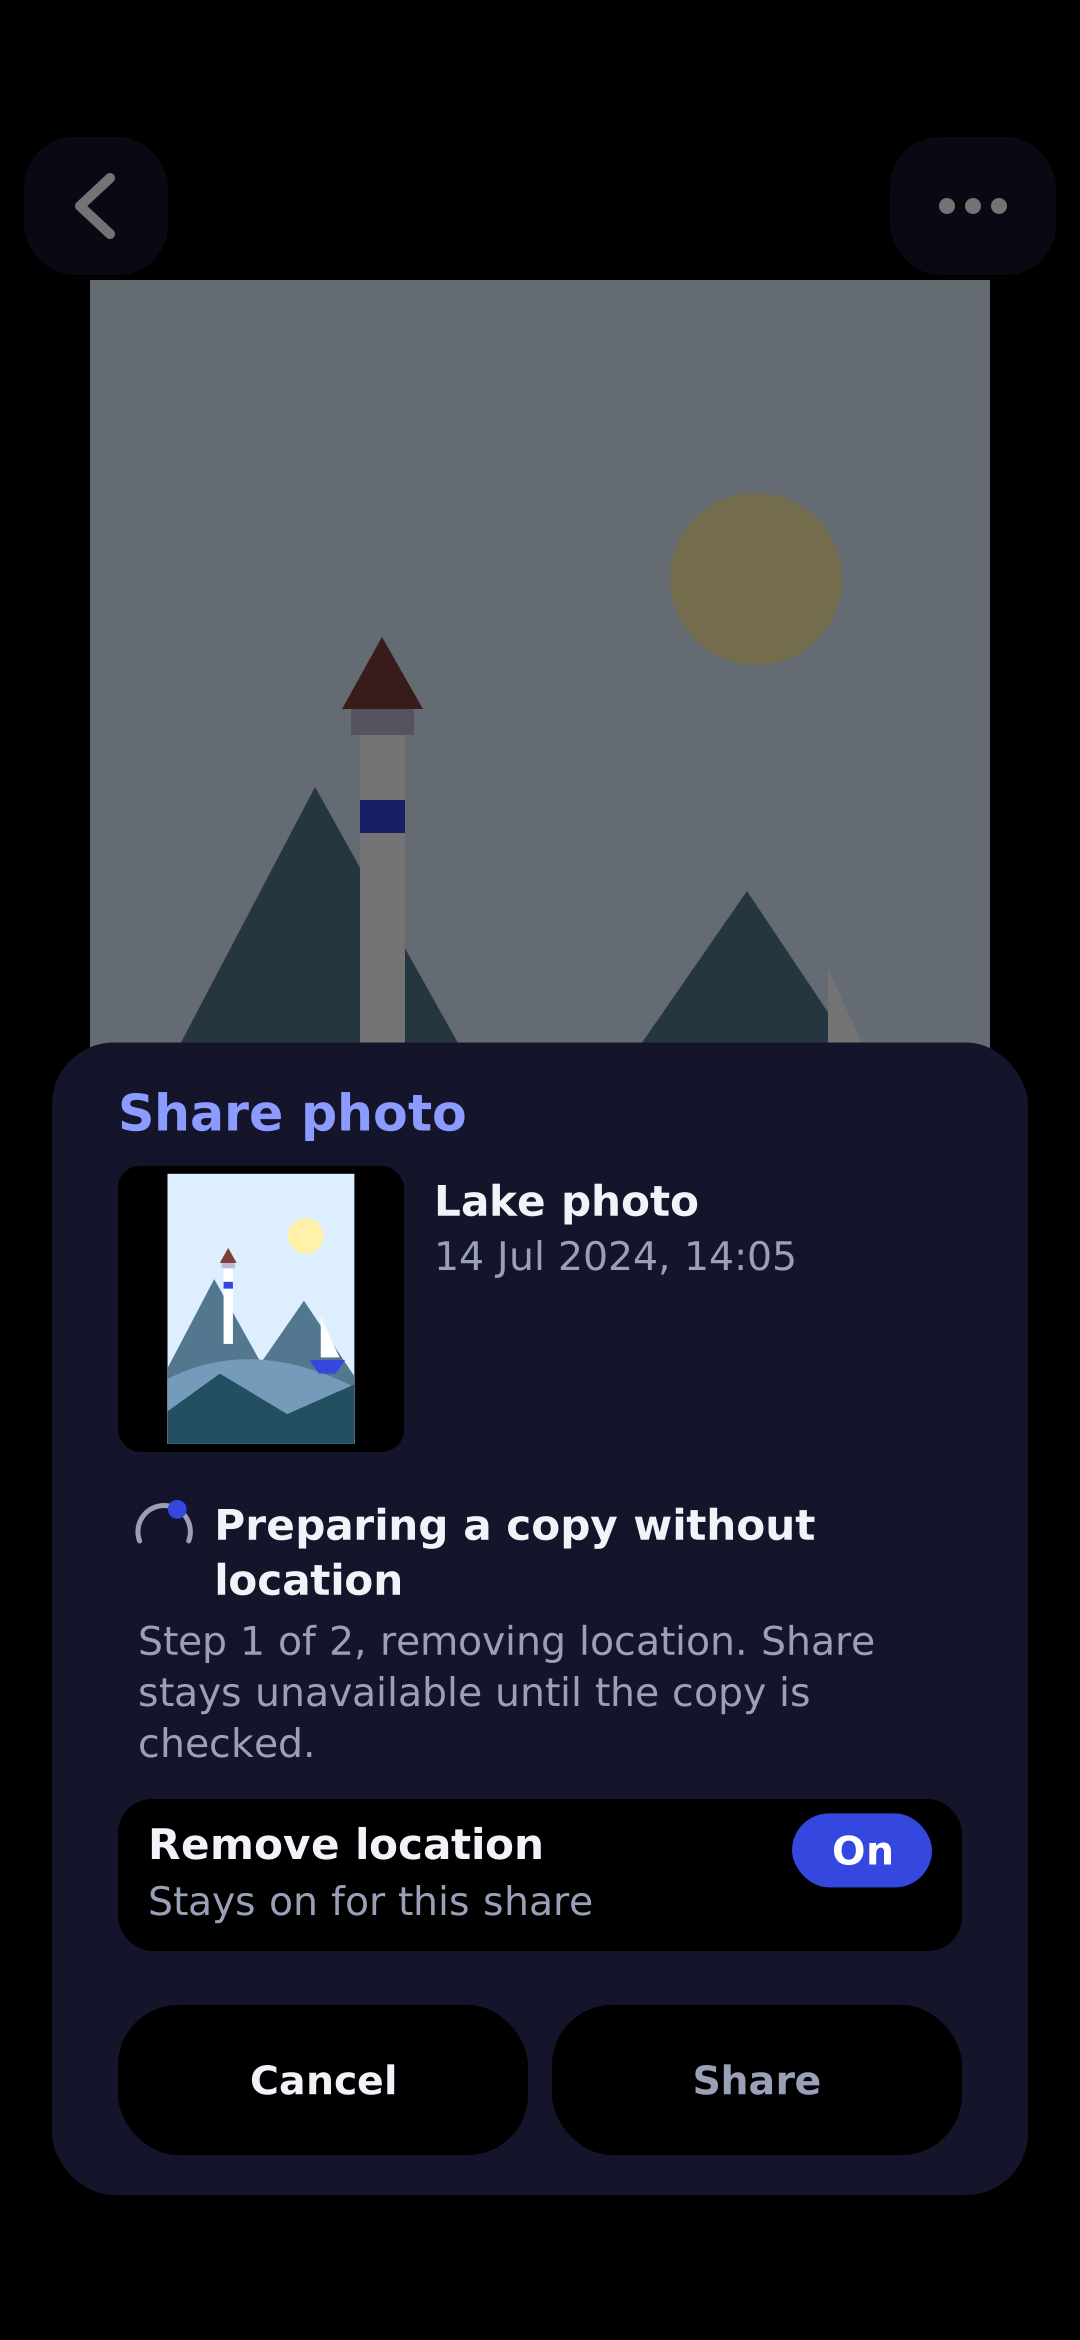 Share photo
Lake photo
14 Jul 2024, 14:05
Preparing a copy without
location
Step 1 of 2, removing location. Share
stays unavailable until the copy is
checked.
Remove location
On
Stays on for this share
Cancel
Share